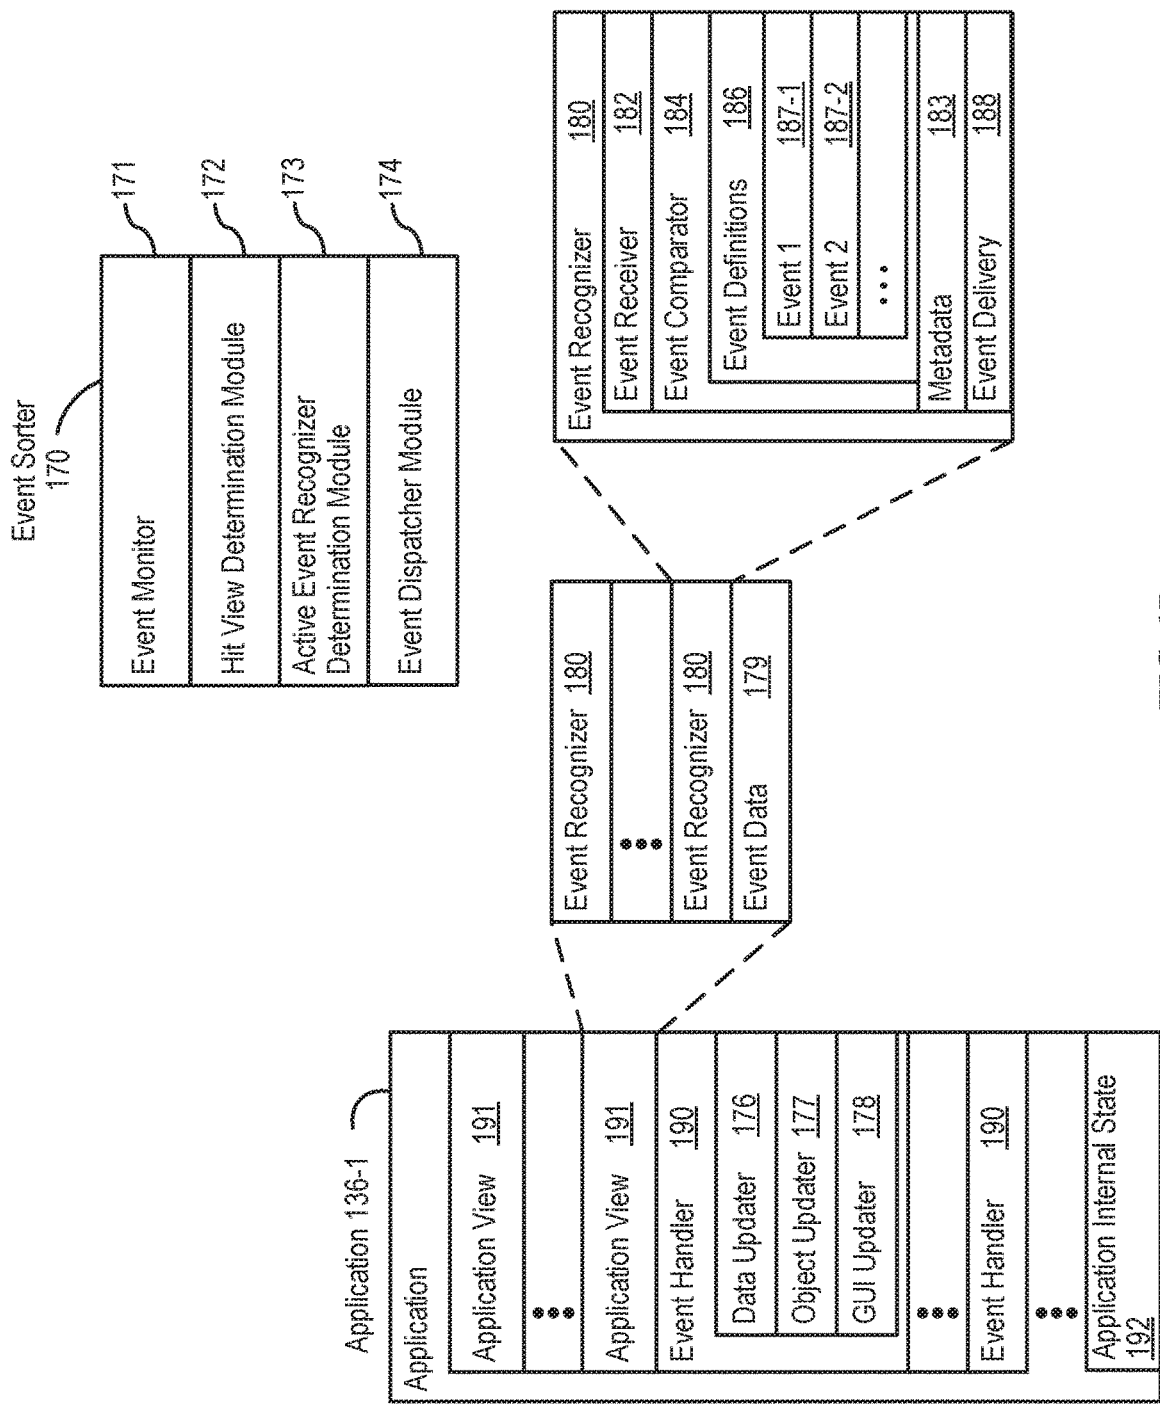 Event Sorter
170
Event Monitor
171
Hit View Determination Module
172
Active Event Recognizer
Determination Module
173
Event Dispatcher Module
174
Application 136-1
Application
Application View 191
Application View 191
Event Handler 190
Data Updater 176
Object Updater 177
GUI Updater 178
Event Handler 190
Application Internal State
192
Event Recognizer 180
Event Recognizer 180
Event Data 179
Event Recognizer 180
Event Receiver 182
Event Comparator 184
Event Definitions 186
Event 1 187-1
Event 2 187-2
Metadata 183
Event Delivery 188